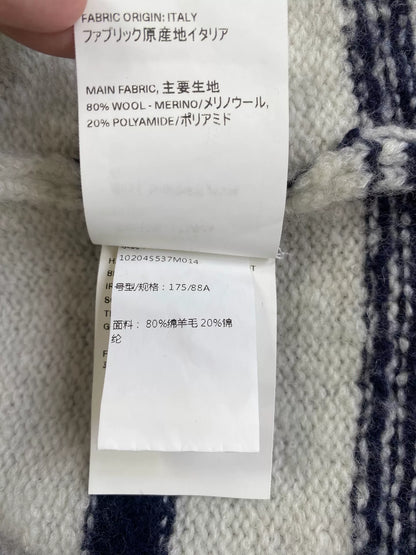 FABRIC ORIGIN: ITALY
ファブリック原産地イタリア
MAIN FABRIC, 主要生地
80% WOOL - MERINO/メリノウール,
20% POLYAMIDE/ポリアミド
10204S537M014
号型/规格：175/88A
面料： 80%绵羊毛 20%锦
纶